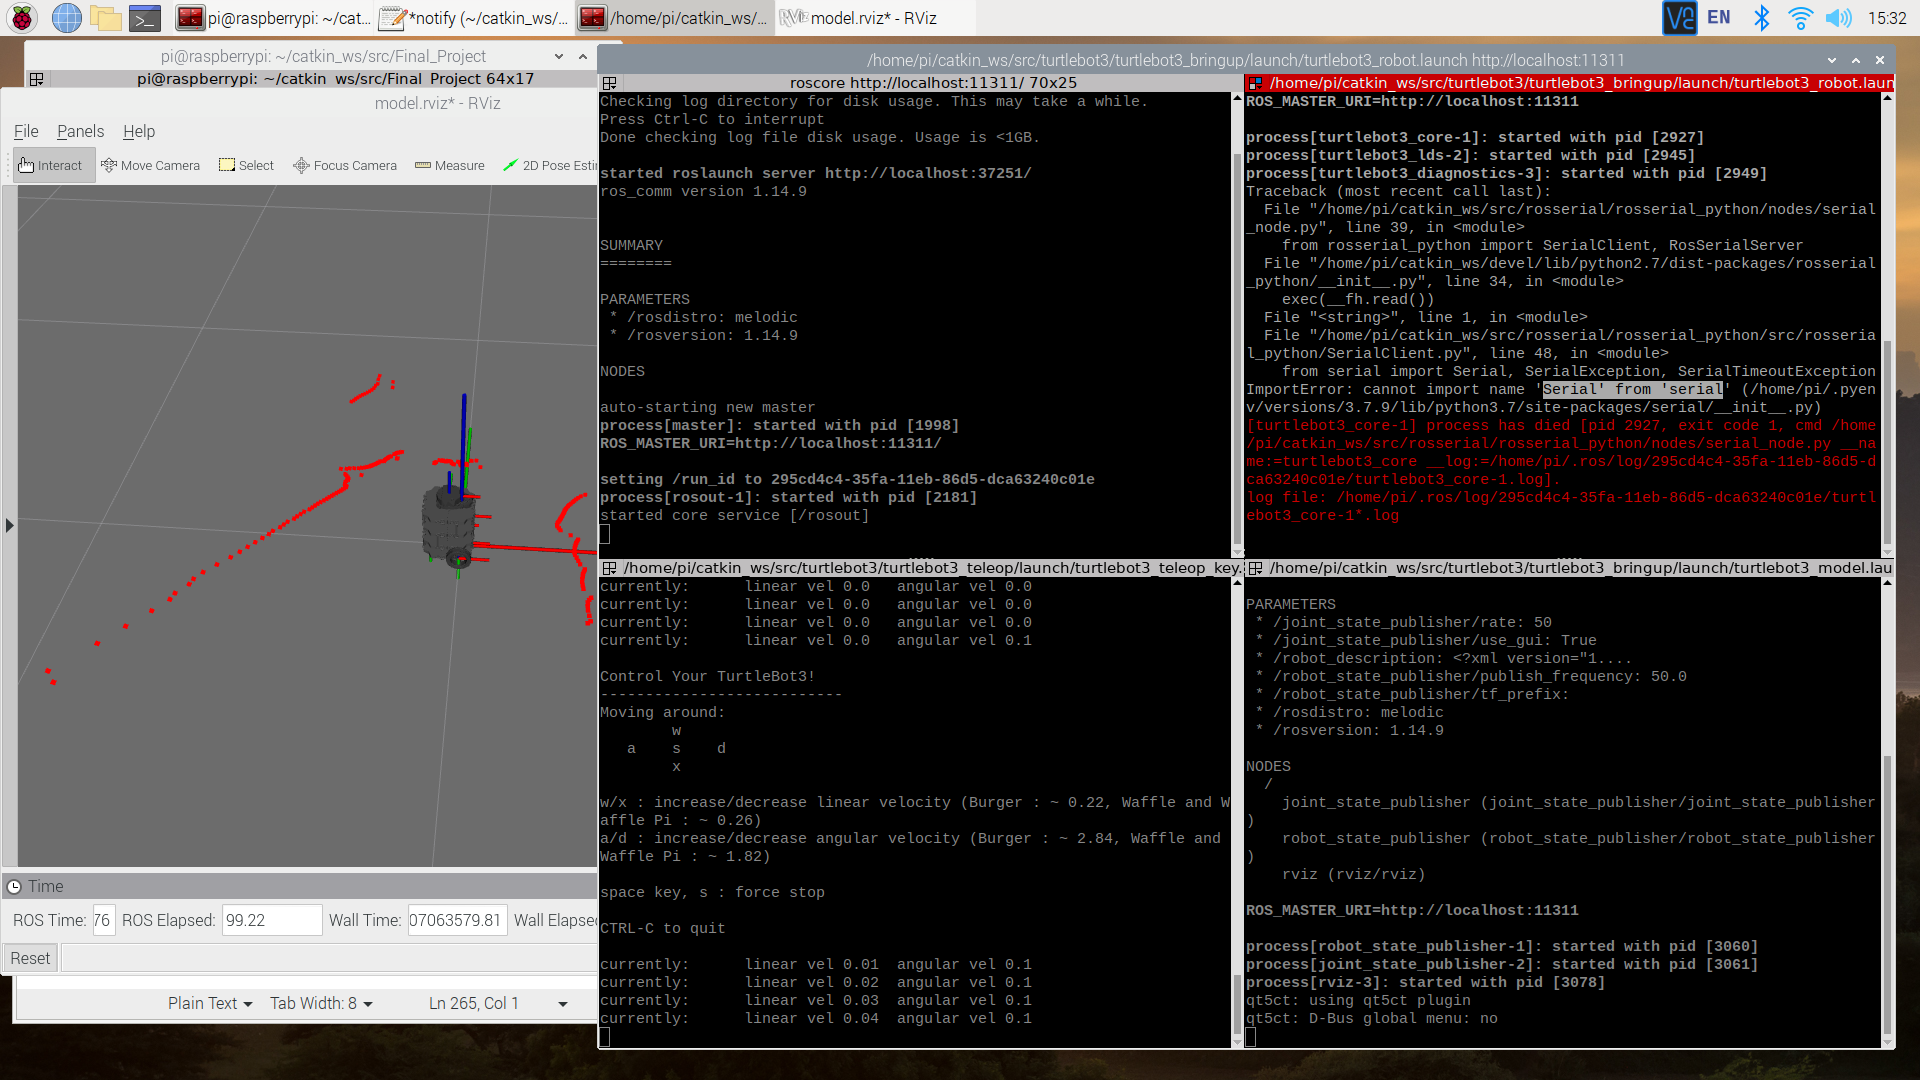 pi@raspberrypi: ~/cat...
*notify (~/catkin_ws/...
/home/pi/catkin_ws/...
model.rviz* - RViz
EN
15:32
pi@raspberrypi: ~/catkin_ws/src/Final_Project
pi@raspberrypi: ~/catkin_ws/src/Final_Project 64x17
model.rviz* - RViz
File Panels Help
Interact Move Camera Select Focus Camera Measure 2D Pose Esti
Time
ROS Time: 76 ROS Elapsed: 99.22 Wall Time: 07063579.81 Wall Elapse
Reset
Plain Text Tab Width: 8 Ln 265, Col 1
/home/pi/catkin_ws/src/turtlebot3/turtlebot3_bringup/launch/turtlebot3_robot.launch http://localhost:11311
roscore http://localhost:11311/ 70x25
Checking log directory for disk usage. This may take a while.
Press Ctrl-C to interrupt
Done checking log file disk usage. Usage is <1GB.
started roslaunch server http://localhost:37251/
ros_comm version 1.14.9
SUMMARY
========
PARAMETERS
* /rosdistro: melodic
* /rosversion: 1.14.9
NODES
auto-starting new master
process[master]: started with pid [1998]
ROS_MASTER_URI=http://localhost:11311/
setting /run_id to 295cd4c4-35fa-11eb-86d5-dca63240c01e
process[rosout-1]: started with pid [2181]
started core service [/rosout]
/home/pi/catkin_ws/src/turtlebot3/turtlebot3_bringup/launch/turtlebot3_robot.laun
ROS_MASTER_URI=http://localhost:11311
process[turtlebot3_core-1]: started with pid [2927]
process[turtlebot3_lds-2]: started with pid [2945]
process[turtlebot3_diagnostics-3]: started with pid [2949]
Traceback (most recent call last):
File "/home/pi/catkin_ws/src/rosserial/rosserial_python/nodes/serial
_node.py", line 39, in <module>
from rosserial_python import SerialClient, RosSerialServer
File "/home/pi/catkin_ws/devel/lib/python2.7/dist-packages/rosserial
_python/__init__.py", line 34, in <module>
exec(__fh.read())
File "<string>", line 1, in <module>
File "/home/pi/catkin_ws/src/rosserial/rosserial_python/src/rosseria
l_python/SerialClient.py", line 48, in <module>
from serial import Serial, SerialException, SerialTimeoutException
ImportError: cannot import name 'Serial' from 'serial' (/home/pi/.pyen
v/versions/3.7.9/lib/python3.7/site-packages/serial/__init__.py)
[turtlebot3_core-1] process has died [pid 2927, exit code 1, cmd /home
/pi/catkin_ws/src/rosserial/rosserial_python/nodes/serial_node.py __na
me:=turtlebot3_core __log:=/home/pi/.ros/log/295cd4c4-35fa-11eb-86d5-d
ca63240c01e/turtlebot3_core-1.log].
log file: /home/pi/.ros/log/295cd4c4-35fa-11eb-86d5-dca63240c01e/turtl
ebot3_core-1*.log
/home/pi/catkin_ws/src/turtlebot3/turtlebot3_teleop/launch/turtlebot3_teleop_key.
currently: linear vel 0.0 angular vel 0.0
currently: linear vel 0.0 angular vel 0.0
currently: linear vel 0.0 angular vel 0.0
currently: linear vel 0.0 angular vel 0.1
Control Your TurtleBot3!
---------------------------
Moving around:
w
a s d
x
w/x : increase/decrease linear velocity (Burger : ~ 0.22, Waffle and W
affle Pi : ~ 0.26)
a/d : increase/decrease angular velocity (Burger : ~ 2.84, Waffle and
Waffle Pi : ~ 1.82)
space key, s : force stop
CTRL-C to quit
currently: linear vel 0.01 angular vel 0.1
currently: linear vel 0.02 angular vel 0.1
currently: linear vel 0.03 angular vel 0.1
currently: linear vel 0.04 angular vel 0.1
/home/pi/catkin_ws/src/turtlebot3/turtlebot3_bringup/launch/turtlebot3_model.lau
PARAMETERS
* /joint_state_publisher/rate: 50
* /joint_state_publisher/use_gui: True
* /robot_description: <?xml version="1....
* /robot_state_publisher/publish_frequency: 50.0
* /robot_state_publisher/tf_prefix:
* /rosdistro: melodic
* /rosversion: 1.14.9
NODES
/
joint_state_publisher (joint_state_publisher/joint_state_publisher
)
robot_state_publisher (robot_state_publisher/robot_state_publisher
)
rviz (rviz/rviz)
ROS_MASTER_URI=http://localhost:11311
process[robot_state_publisher-1]: started with pid [3060]
process[joint_state_publisher-2]: started with pid [3061]
process[rviz-3]: started with pid [3078]
qt5ct: using qt5ct plugin
qt5ct: D-Bus global menu: no